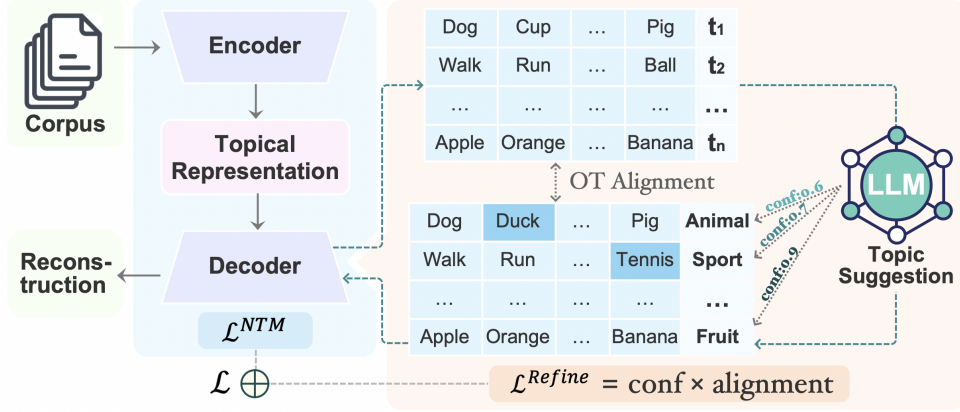 Corpus
Encoder
Topical
Representation
Decoder
Recons-
truction
ℒ^NTM
ℒ ⊕
Dog Cup … Pig t₁
Walk Run … Ball t₂
… … … … …
Apple Orange … Banana tₙ
OT Alignment
Dog Duck … Pig Animal
Walk Run … Tennis Sport
… … … … …
Apple Orange … Banana Fruit
conf:0.6
conf:0.7
conf:0.9
LLM
Topic
Suggestion
ℒ^Refine = conf × alignment